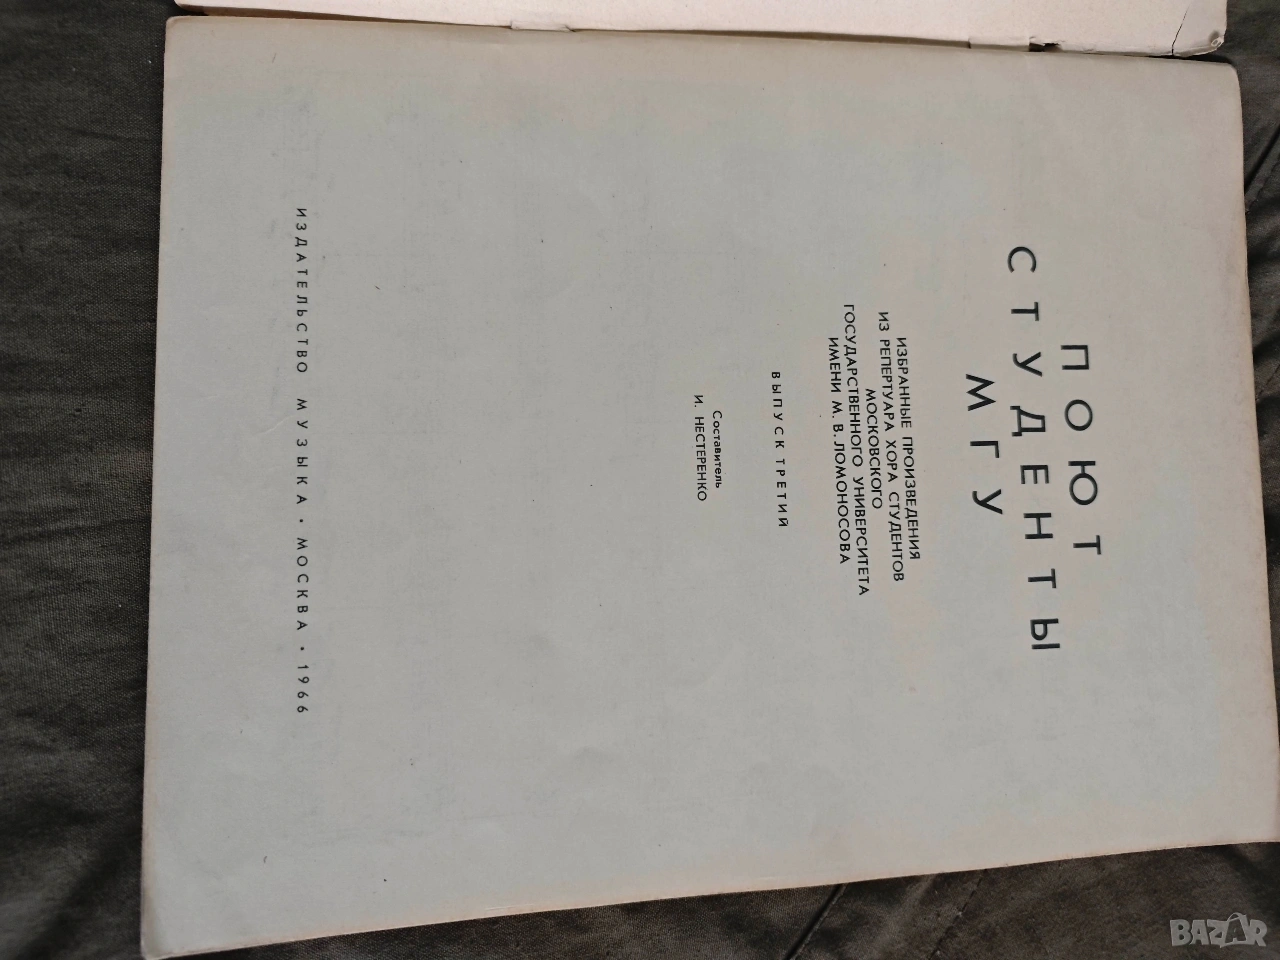 ПОЮТ
СТУДЕНТЫ
МГУ
ИЗБРАННЫЕ ПРОИЗВЕДЕНИЯ
ИЗ РЕПЕРТУАРА ХОРА СТУДЕНТОВ
МОСКОВСКОГО
ГОСУДАРСТВЕННОГО УНИВЕРСИТЕТА
ИМЕНИ М. В. ЛОМОНОСОВА
ВЫПУСК ТРЕТИЙ
Составитель
И. НЕСТЕРЕНКО
ИЗДАТЕЛЬСТВО МУЗЫКА • МОСКВА • 1966
BAZAR